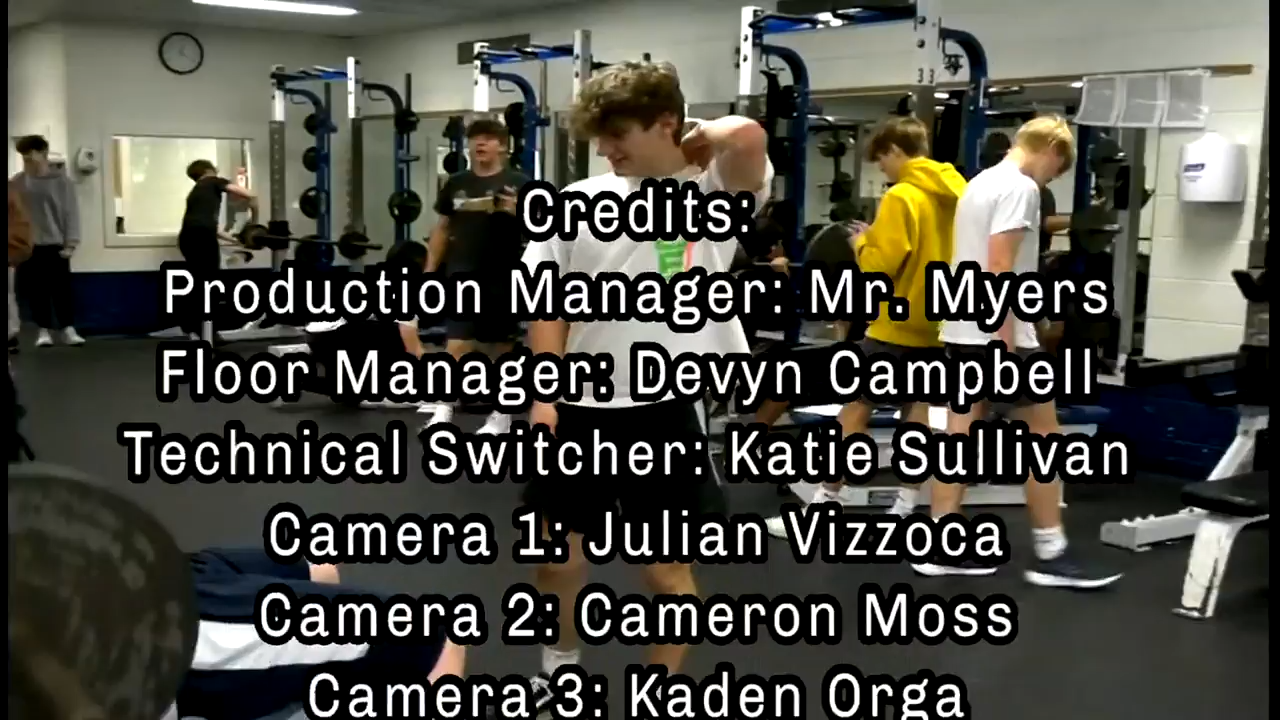 Credits:
Production Manager: Mr. Myers
Floor Manager: Devyn Campbell
Technical Switcher: Katie Sullivan
Camera 1: Julian Vizzoca
Camera 2: Cameron Moss
Camera 3: Kaden Orga